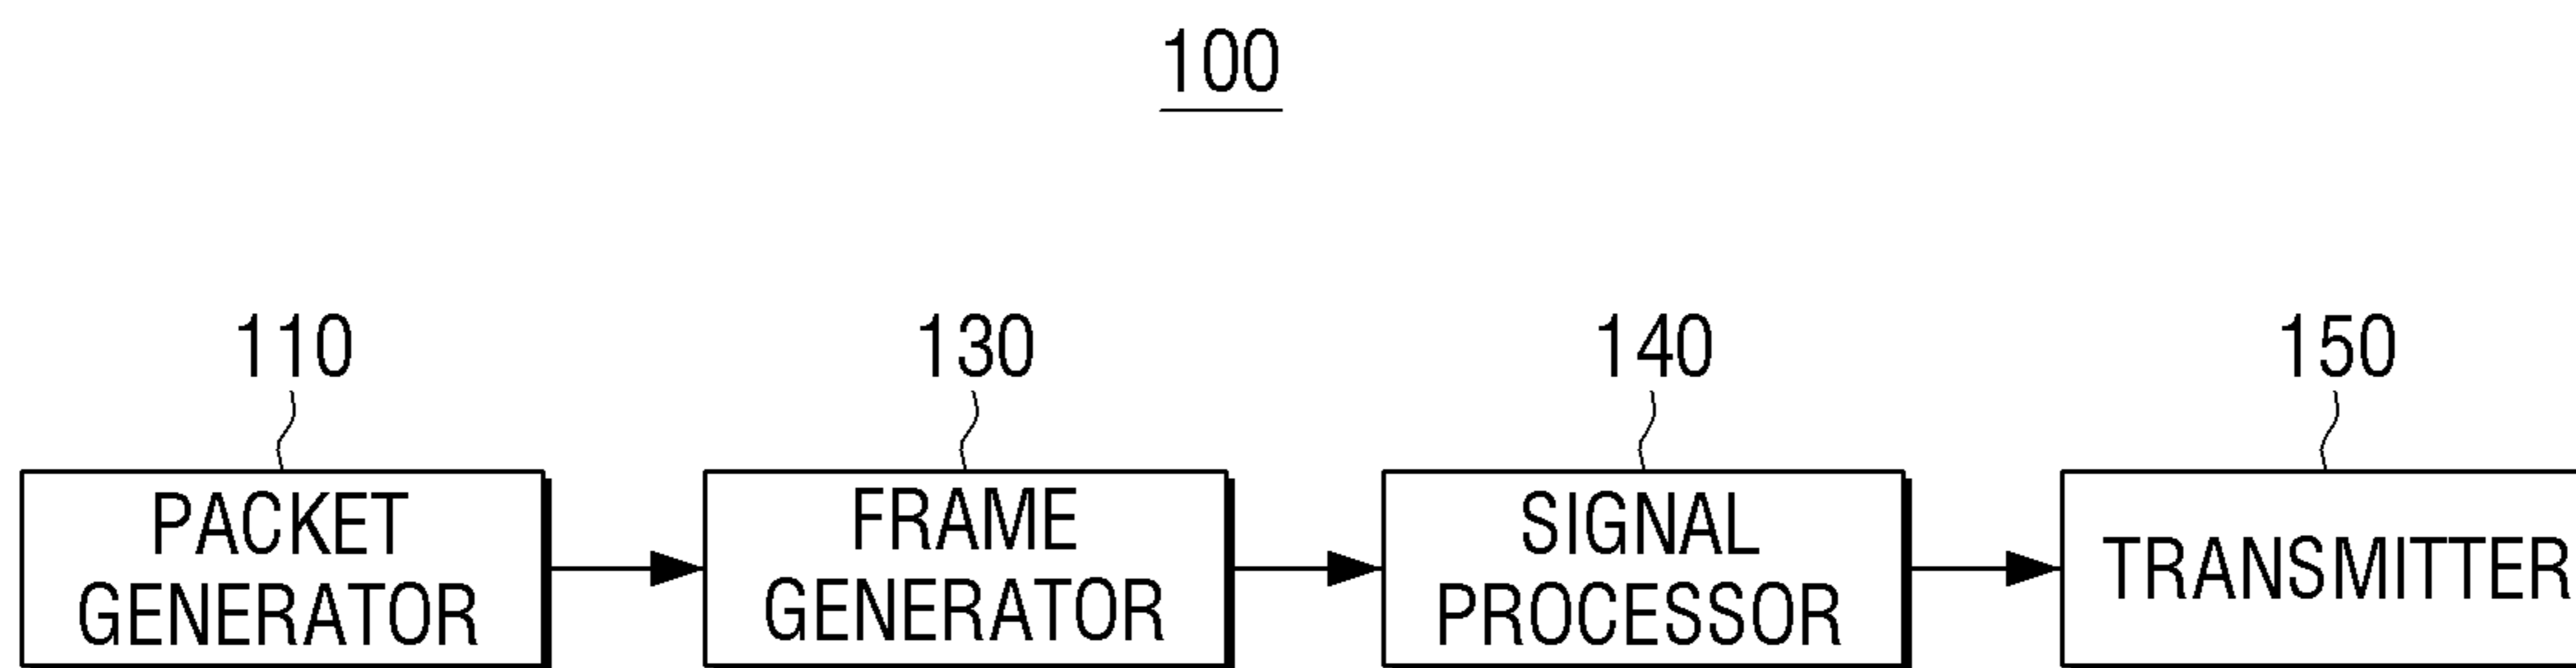 100
110
130
140
150
PACKET
GENERATOR
FRAME
GENERATOR
SIGNAL
PROCESSOR
TRANSMITTER